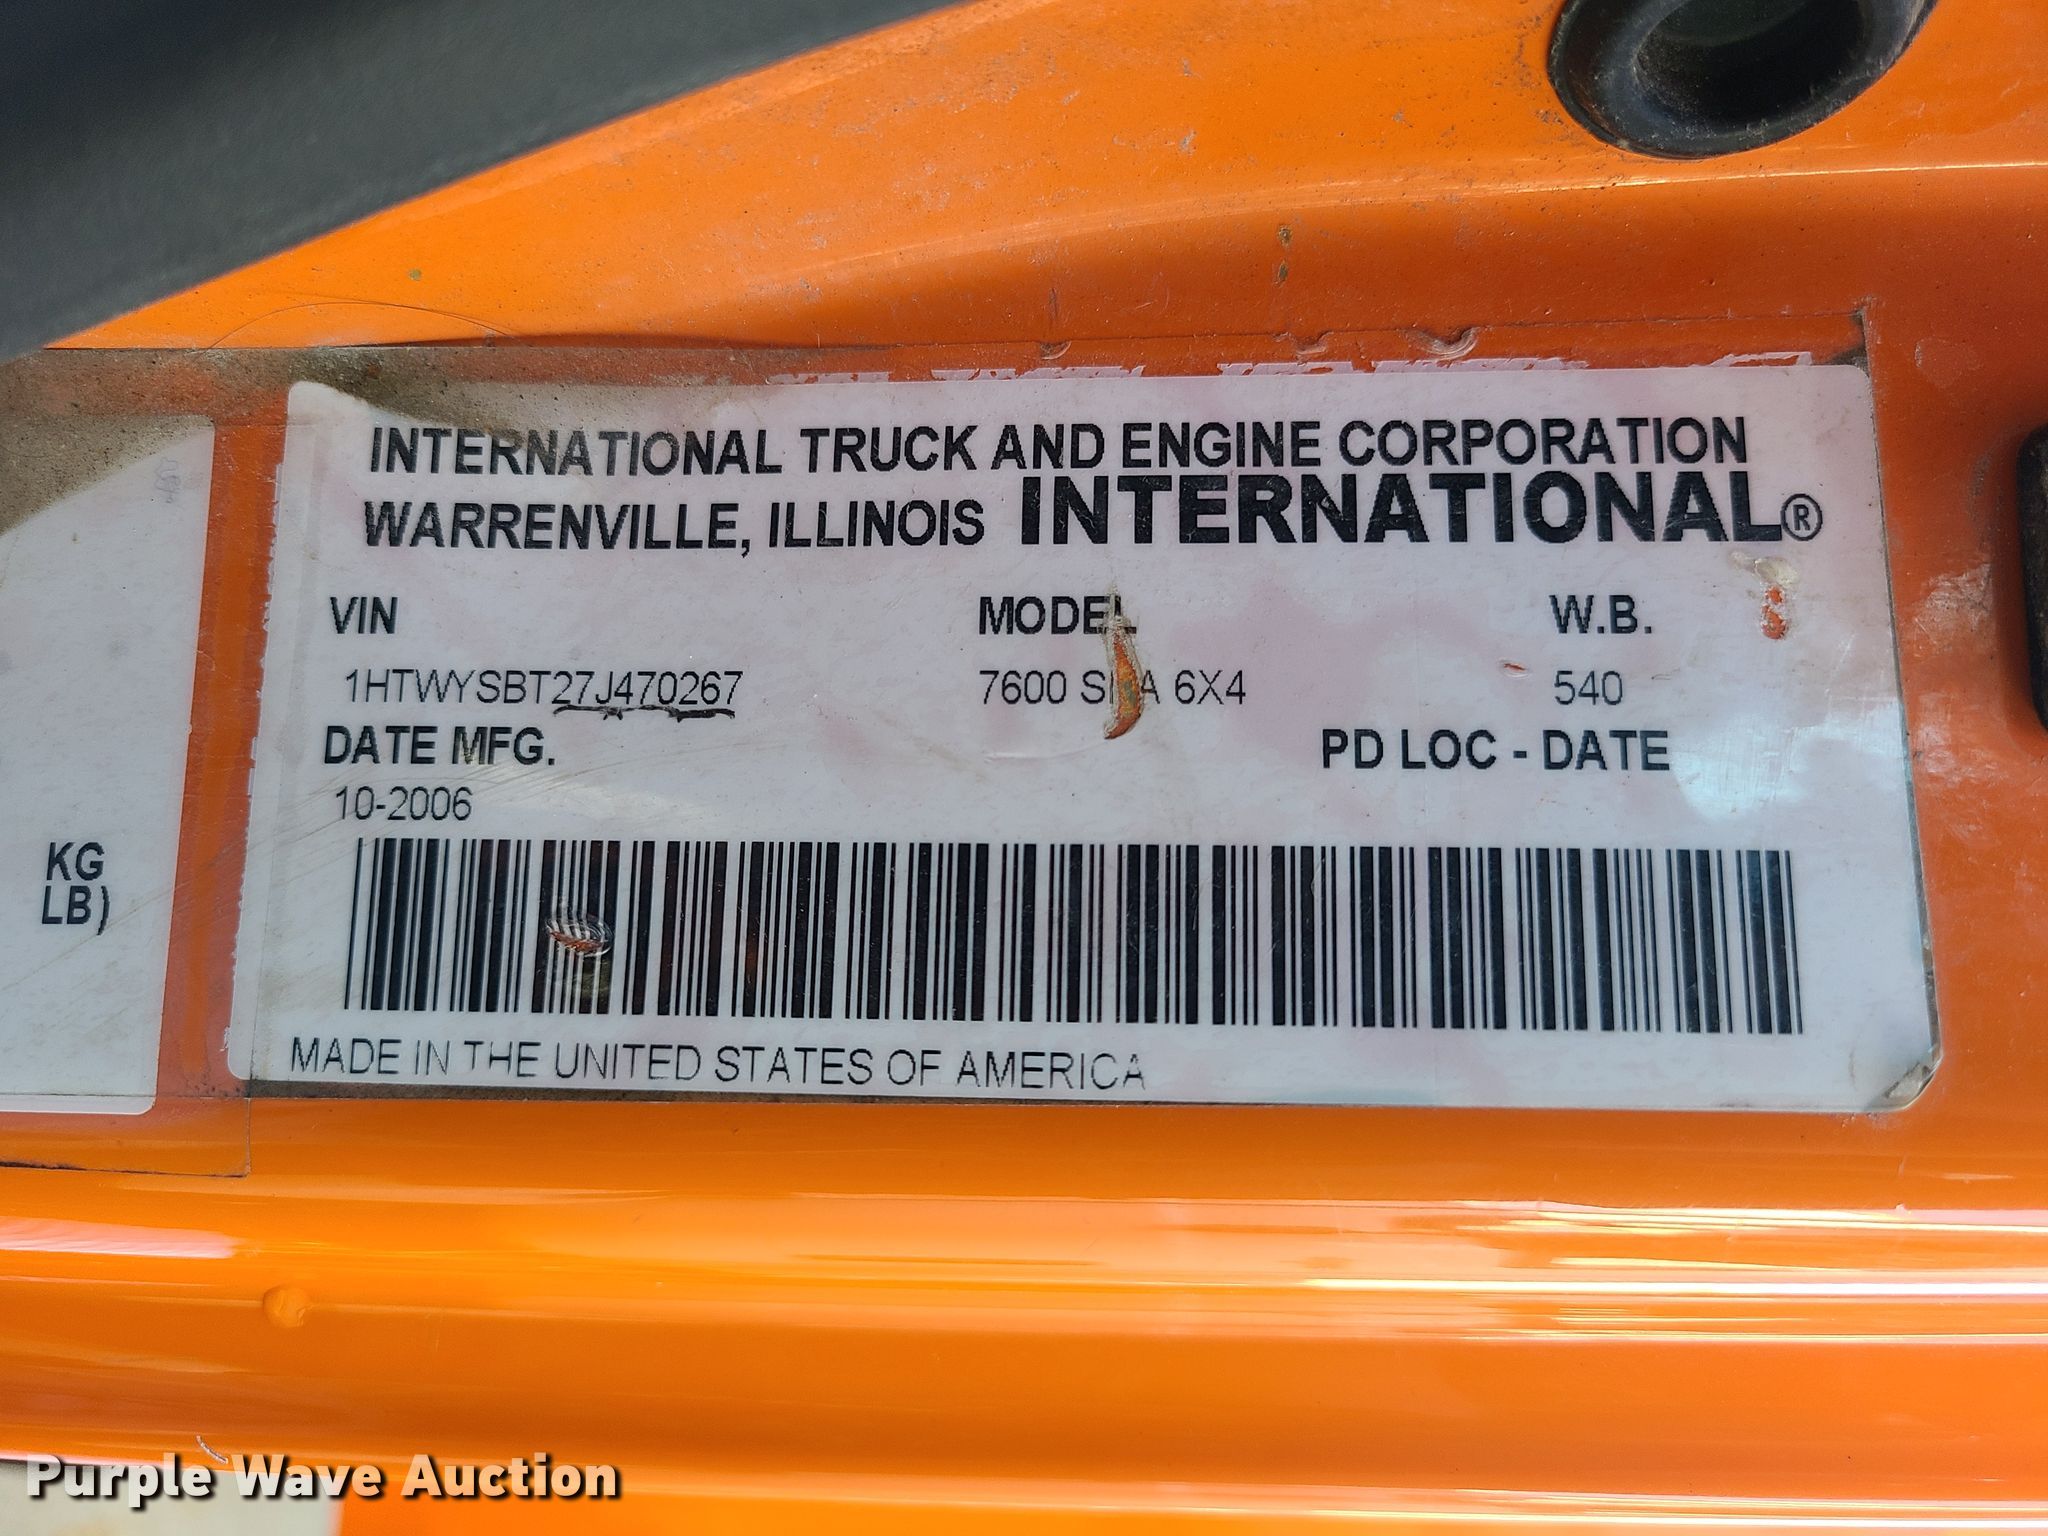 INTERNATIONAL TRUCK AND ENGINE CORPORATION
WARRENVILLE, ILLINOIS INTERNATIONAL®
VIN MODEL W.B.
1HTWYSBT27J470267 7600 6X4 540
DATE MFG. PD LOC - DATE
10-2006
KG
LB)
MADE IN THE UNITED STATES OF AMERICA
Purple Wave Auction